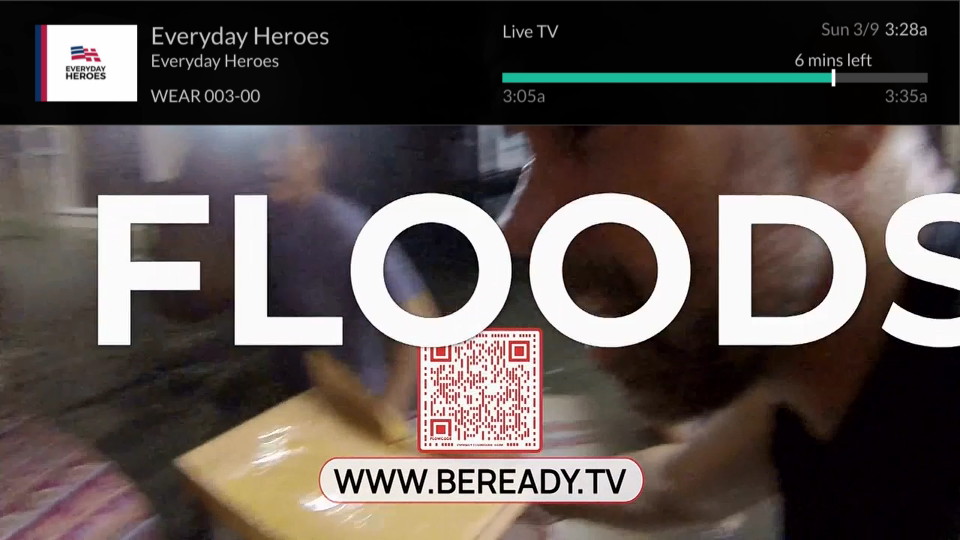 Everyday Heroes
Everyday Heroes
WEAR 003-00
EVERYDAY
HEROES
Live TV
Sun 3/9 3:28a
6 mins left
3:05a
3:35a
FLOODS
WWW.BEREADY.TV